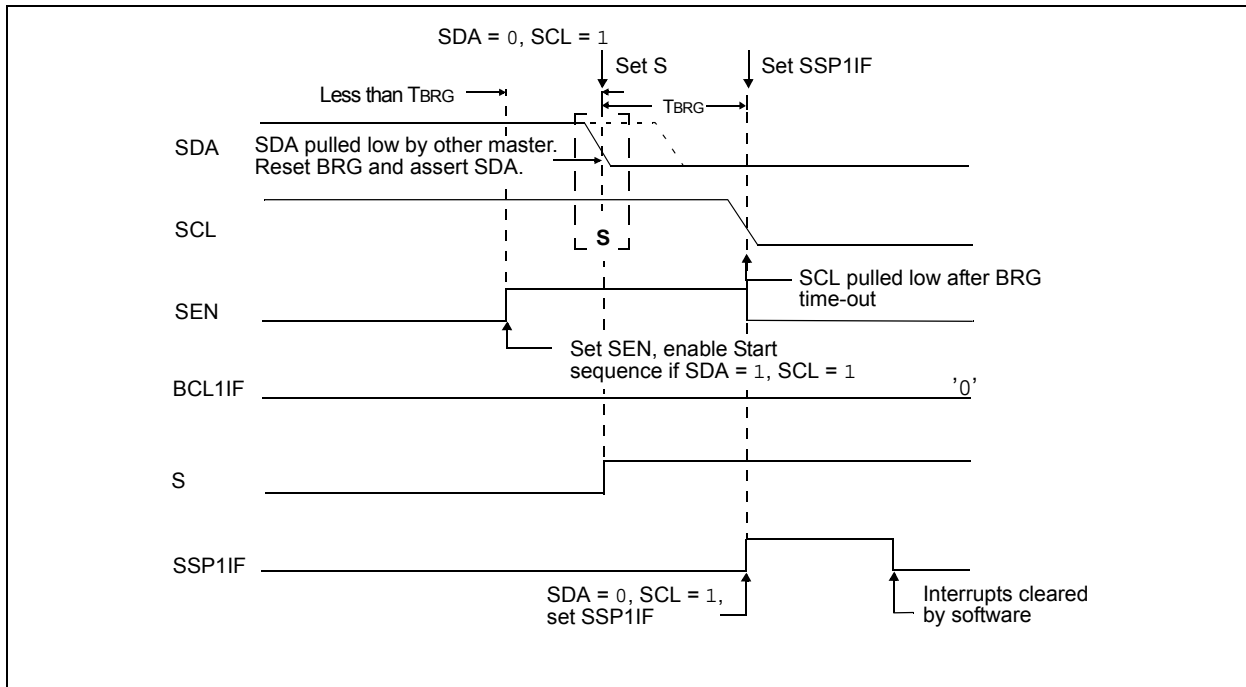 SDA = 0, SCL = 1
Set S
Set SSP1IF
Less than TBRG
TBRG
SDA
SDA pulled low by other master.
Reset BRG and assert SDA.
SCL
S
SCL pulled low after BRG
time-out
SEN
Set SEN, enable Start
sequence if SDA = 1, SCL = 1
BCL1IF
'0'
S
SSP1IF
SDA = 0, SCL = 1,
set SSP1IF
Interrupts cleared
by software